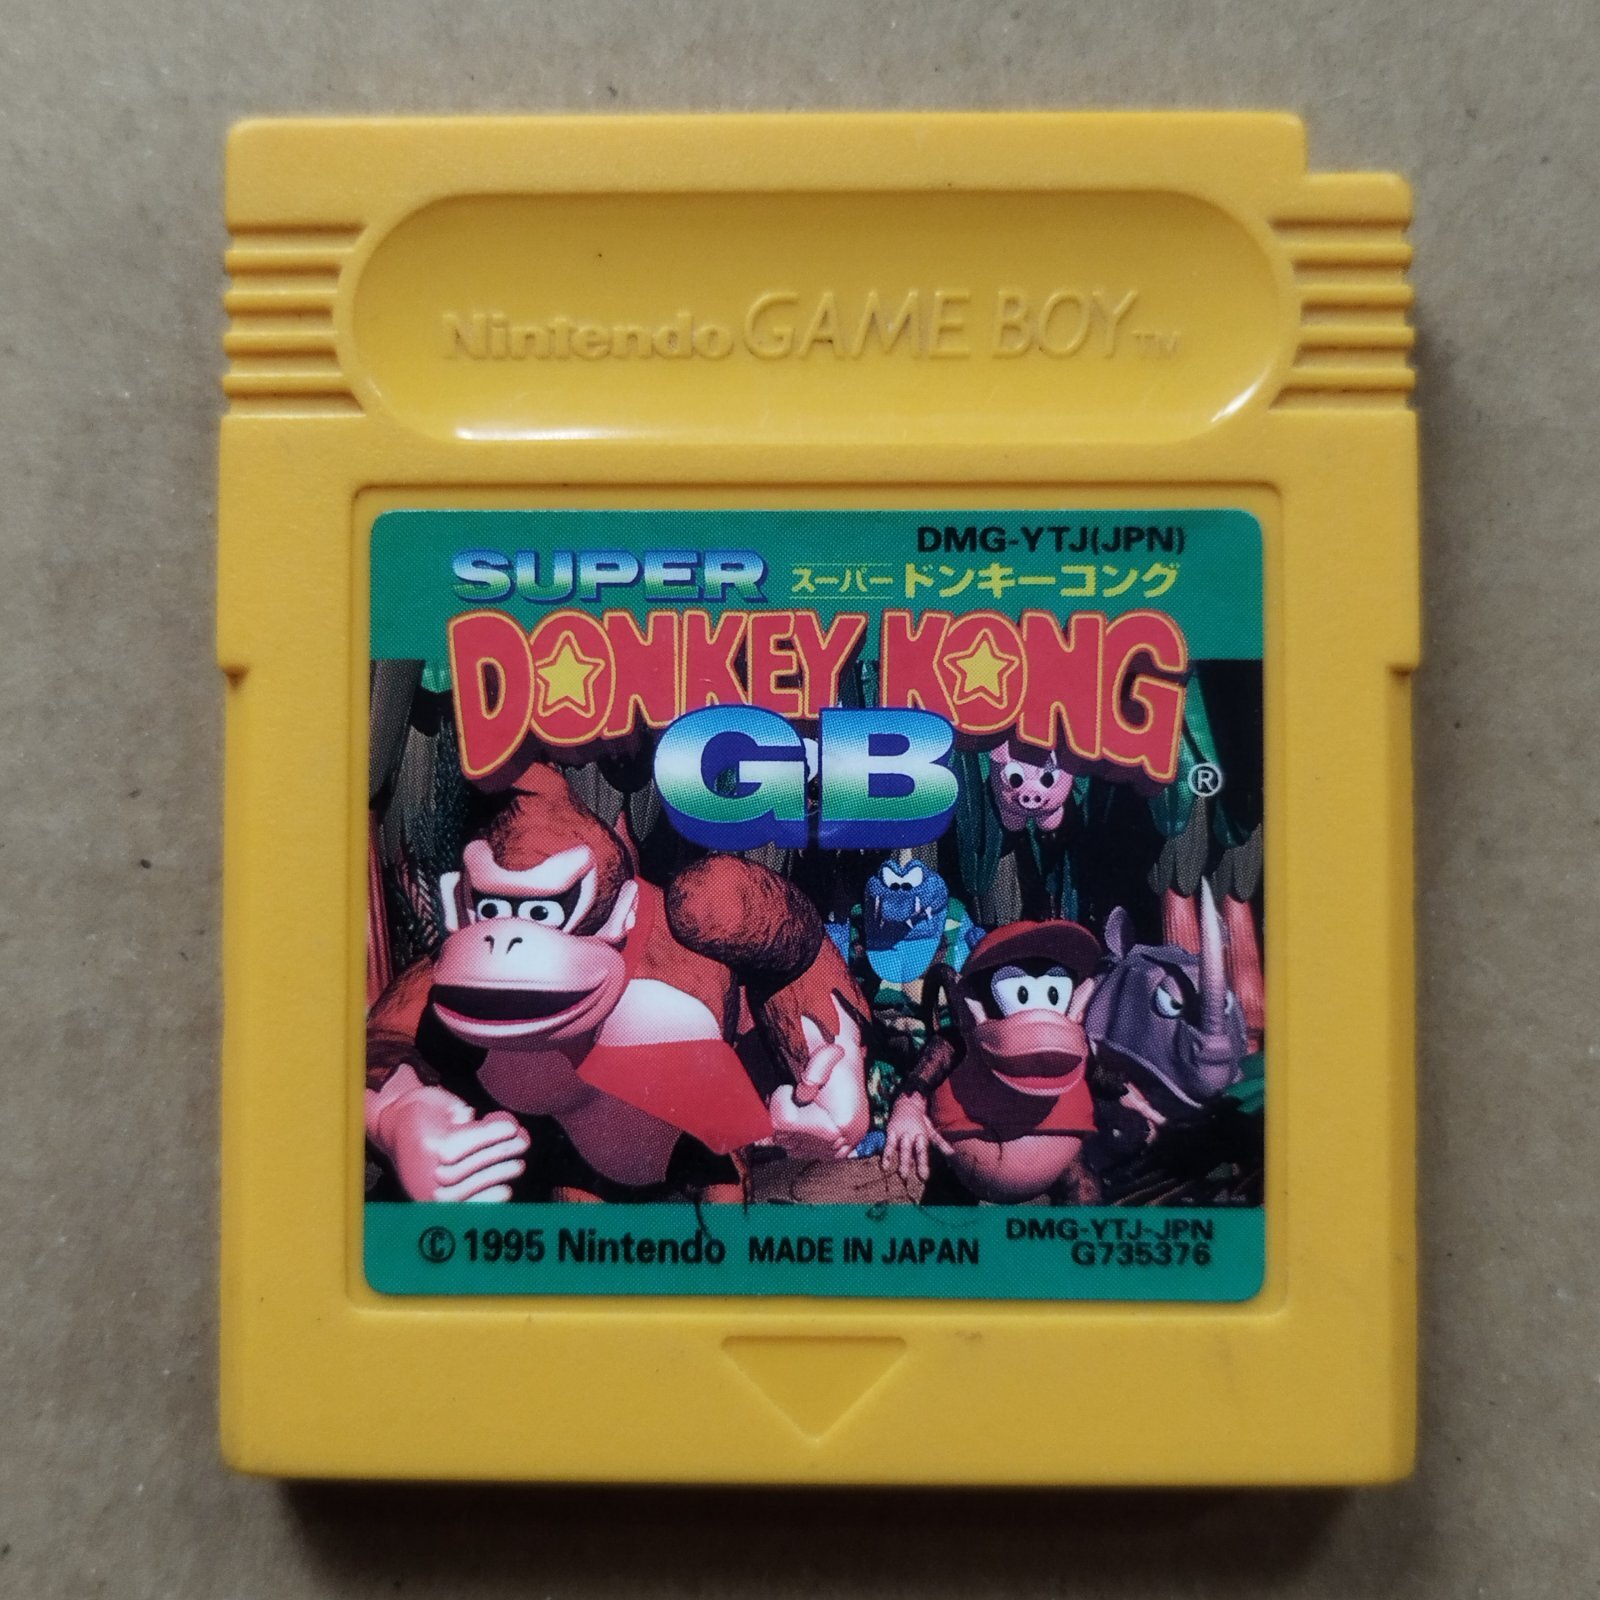 Nintendo GAME BOY™
DMG-YTJ(JPN)
SUPER スーパードンキーコング
DONKEY KONG
GB ®
© 1995 Nintendo MADE IN JAPAN DMG-YTJ-JPN
G735376